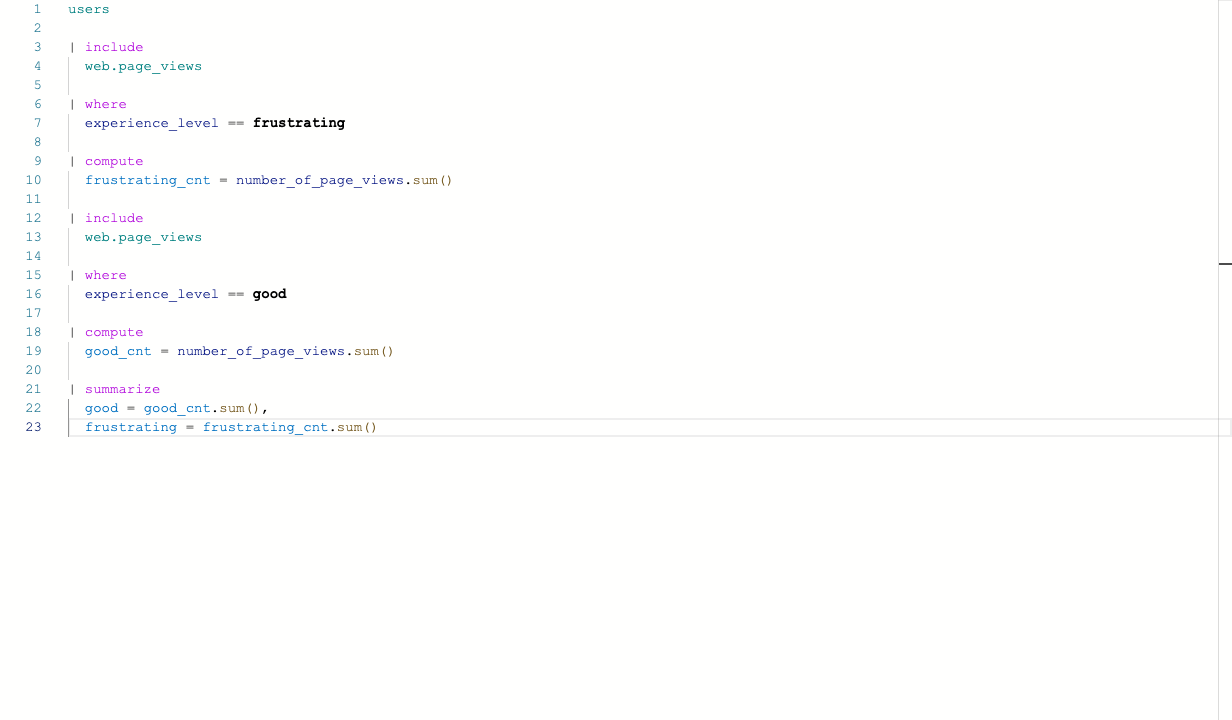 1 users
2
3 | include
4 web.page_views
5
6 | where
7 experience_level == frustrating
8
9 | compute
10 frustrating_cnt = number_of_page_views.sum()
11
12 | include
13 web.page_views
14
15 | where
16 experience_level == good
17
18 | compute
19 good_cnt = number_of_page_views.sum()
20
21 | summarize
22 good = good_cnt.sum(),
23 frustrating = frustrating_cnt.sum()